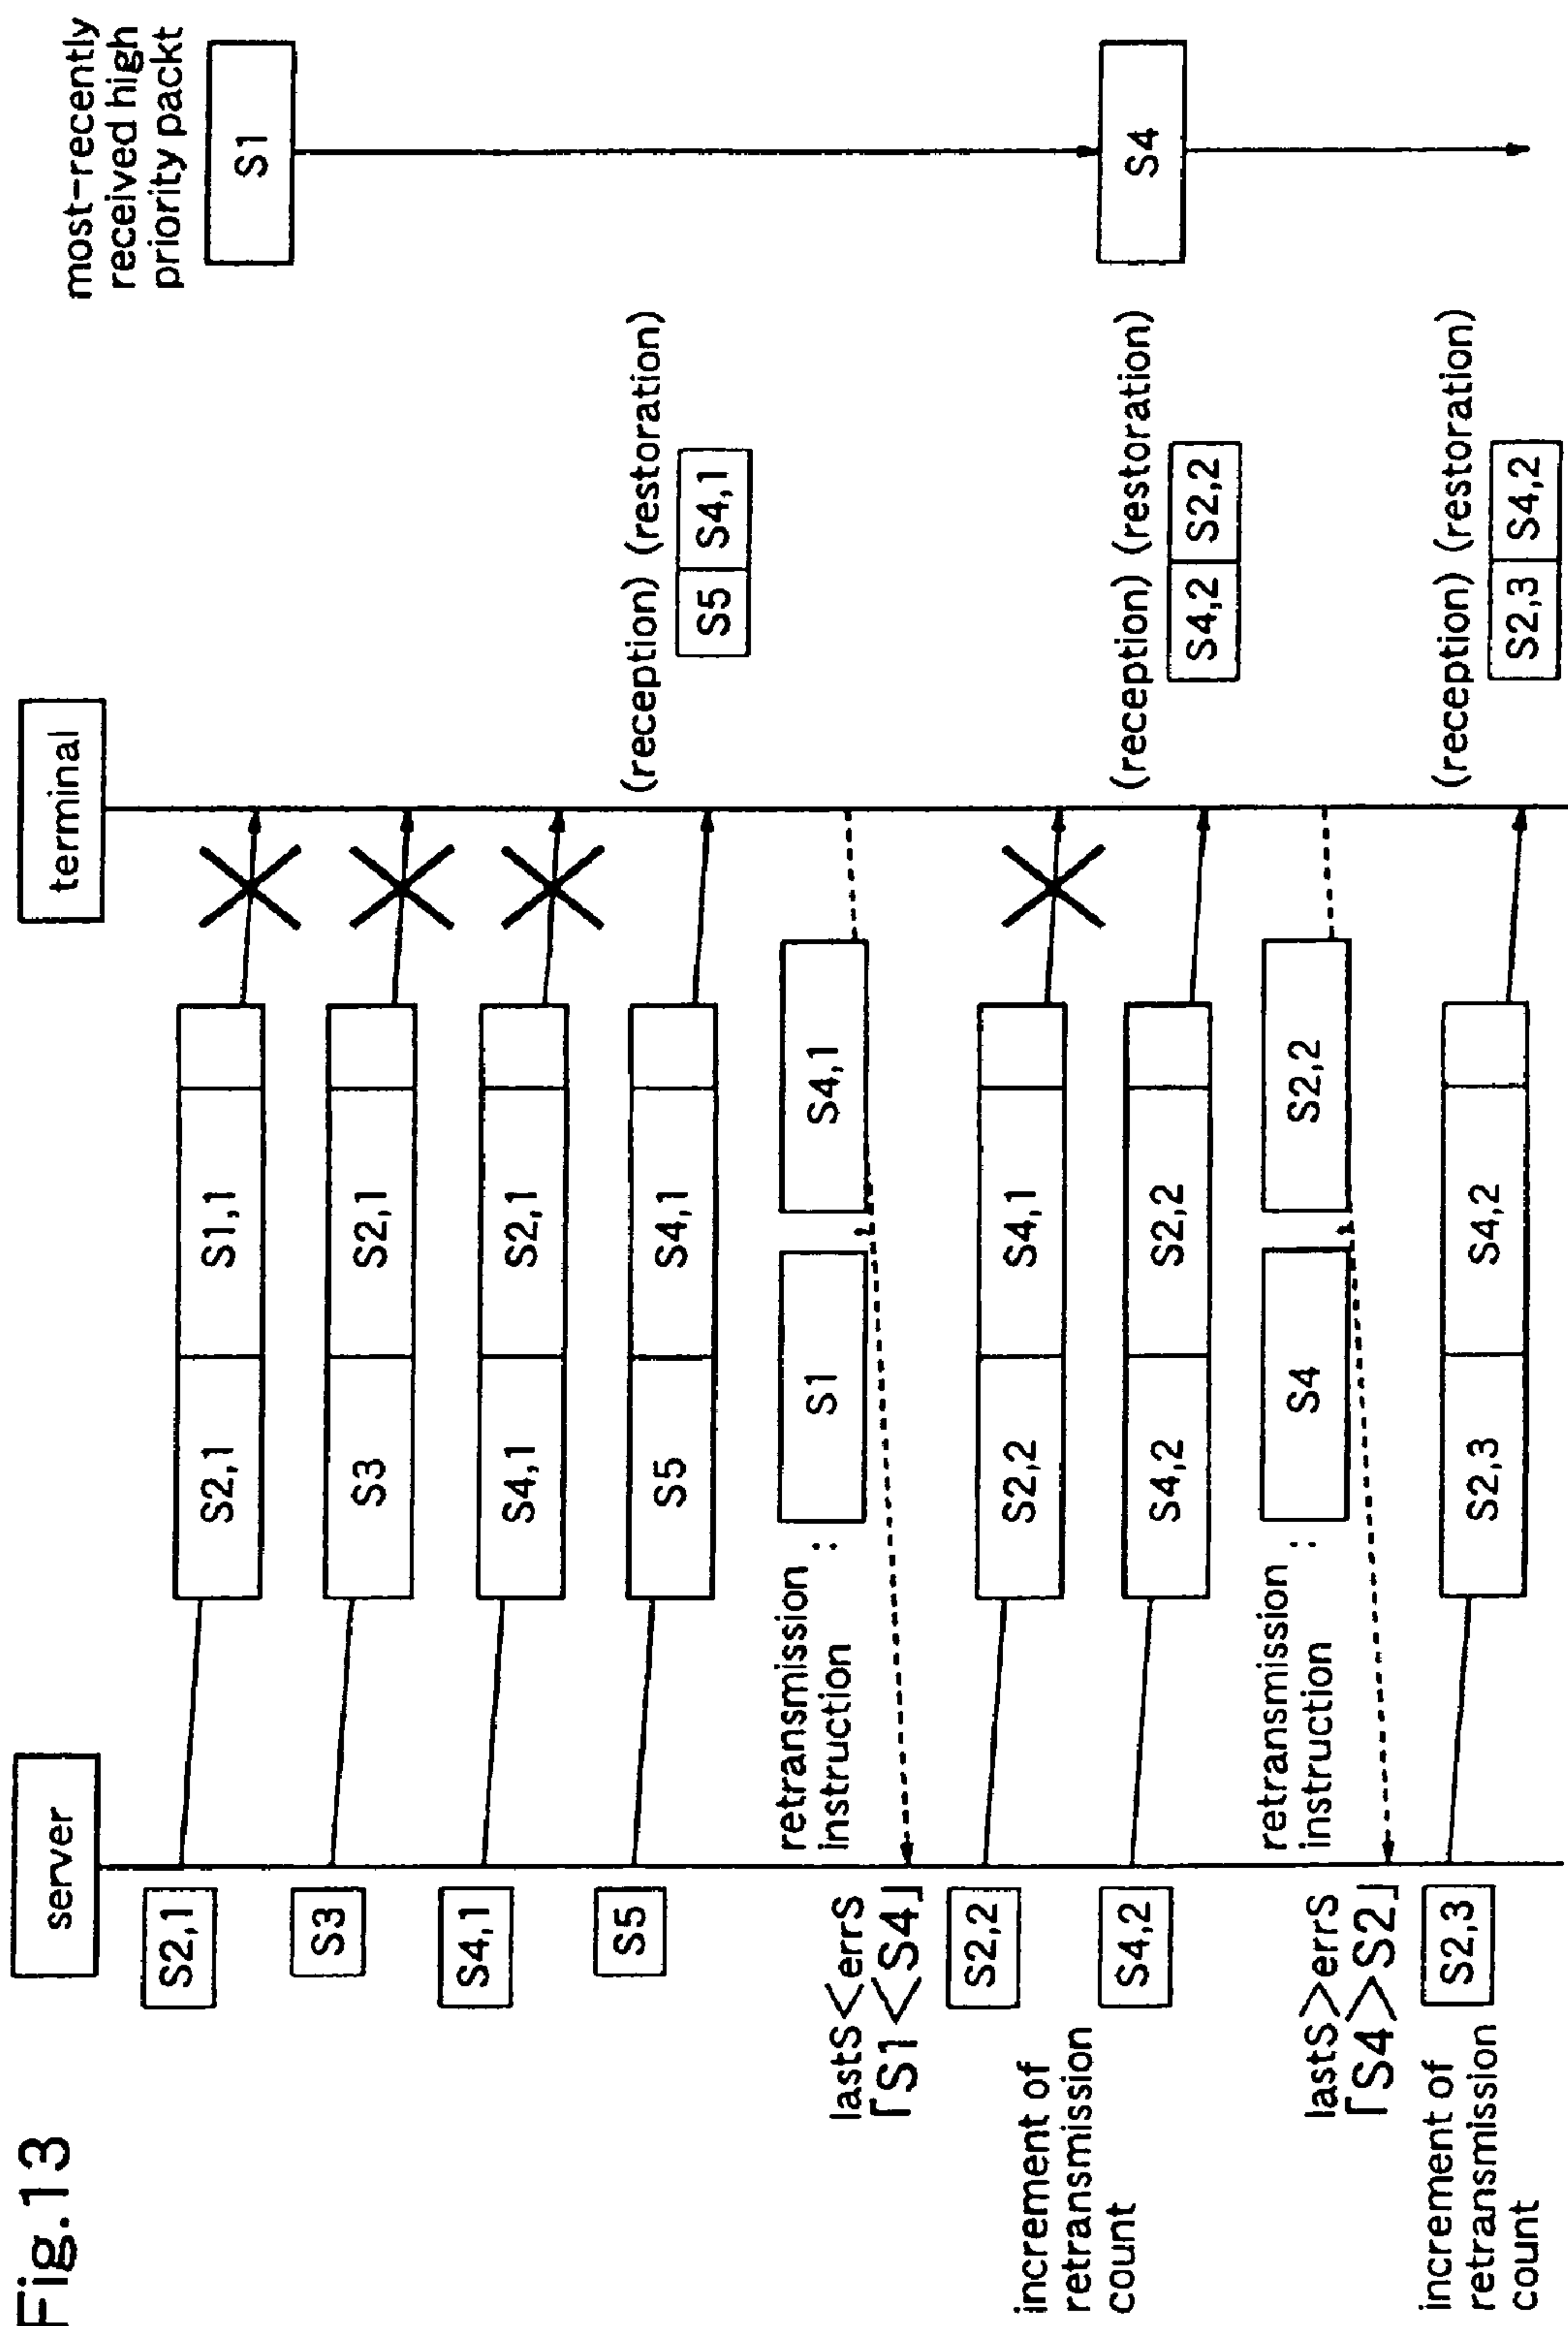 Fig.13
server
terminal
most-recently
received high
priority packt
S1
S2,1
S2,1
S1,1
S3
S3
S2,1
S4,1
S4,1
S2,1
S5
S5
S4,1
(reception) (restoration)
S5
S4,1
retransmission
instruction
:
S1
,
S4,1
lastS<errS
「S1<S4」
increment of
retransmission
count
S2,2
S2,2
S4,1
S4,2
S4,2
S2,2
(reception) (restoration)
S4,2
S2,2
S4
retransmission
instruction
:
S4
,
S2,2
lastS>errS
「S4>S2」
increment of
retransmission
count
S2,3
S2,3
S4,2
(reception) (restoration)
S2,3
S4,2